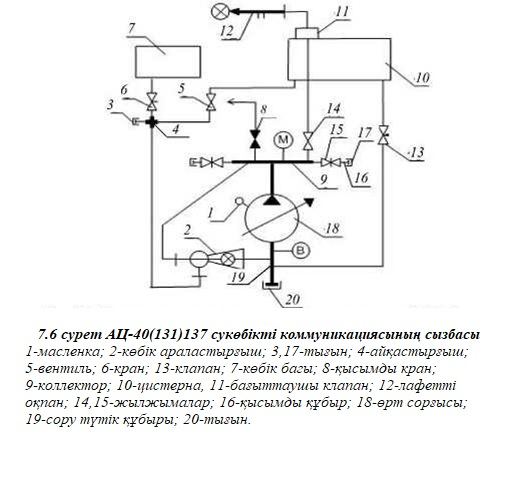 7
11
12
6
5
10
3
4
8
14
15
17
M
13
9
16
1
18
2
B
19
20
7.6 сурет АЦ-40(131)137 сукөбікті коммуникациясының сызбасы
1-масленка; 2-көбік араластырғыш; 3,17-тығын; 4-айқастырғыш;
5-вентиль; 6-кран; 13-клапан; 7-көбік бағы; 8-қысымды кран;
9-коллектор; 10-цистерна, 11-бағыттаушы клапан; 12-лафетті
оқпан; 14,15-жылжымалар; 16-қысымды құбыр; 18-өрт сорғысы;
19-сору түтік құбыры; 20-тығын.